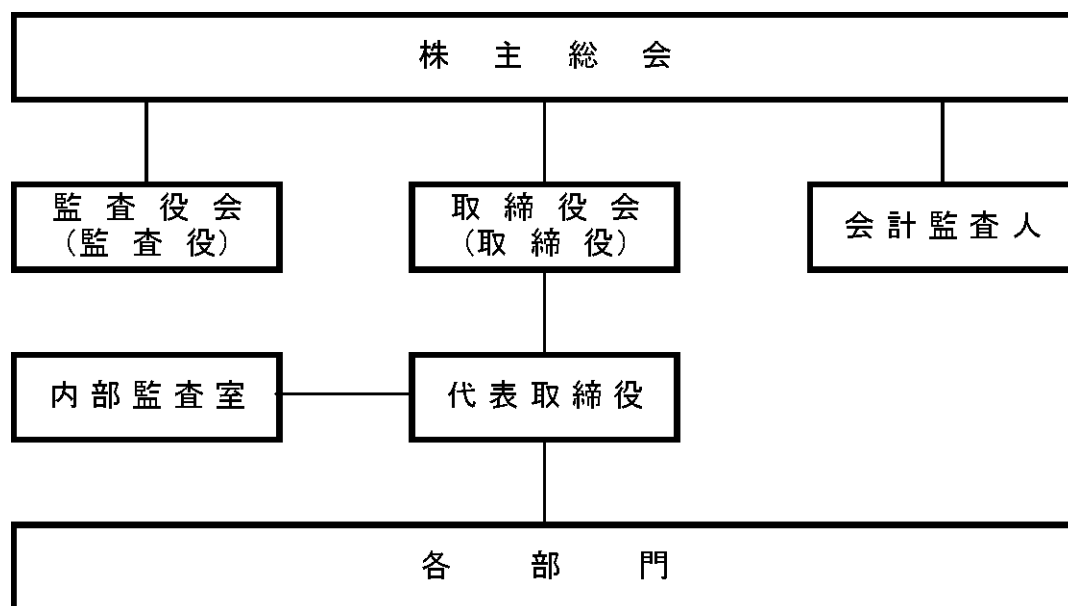 株主総会
監査役会
(監査役)
取締役会
(取締役)
会計監査人
内部監査室
代表取締役
各部門